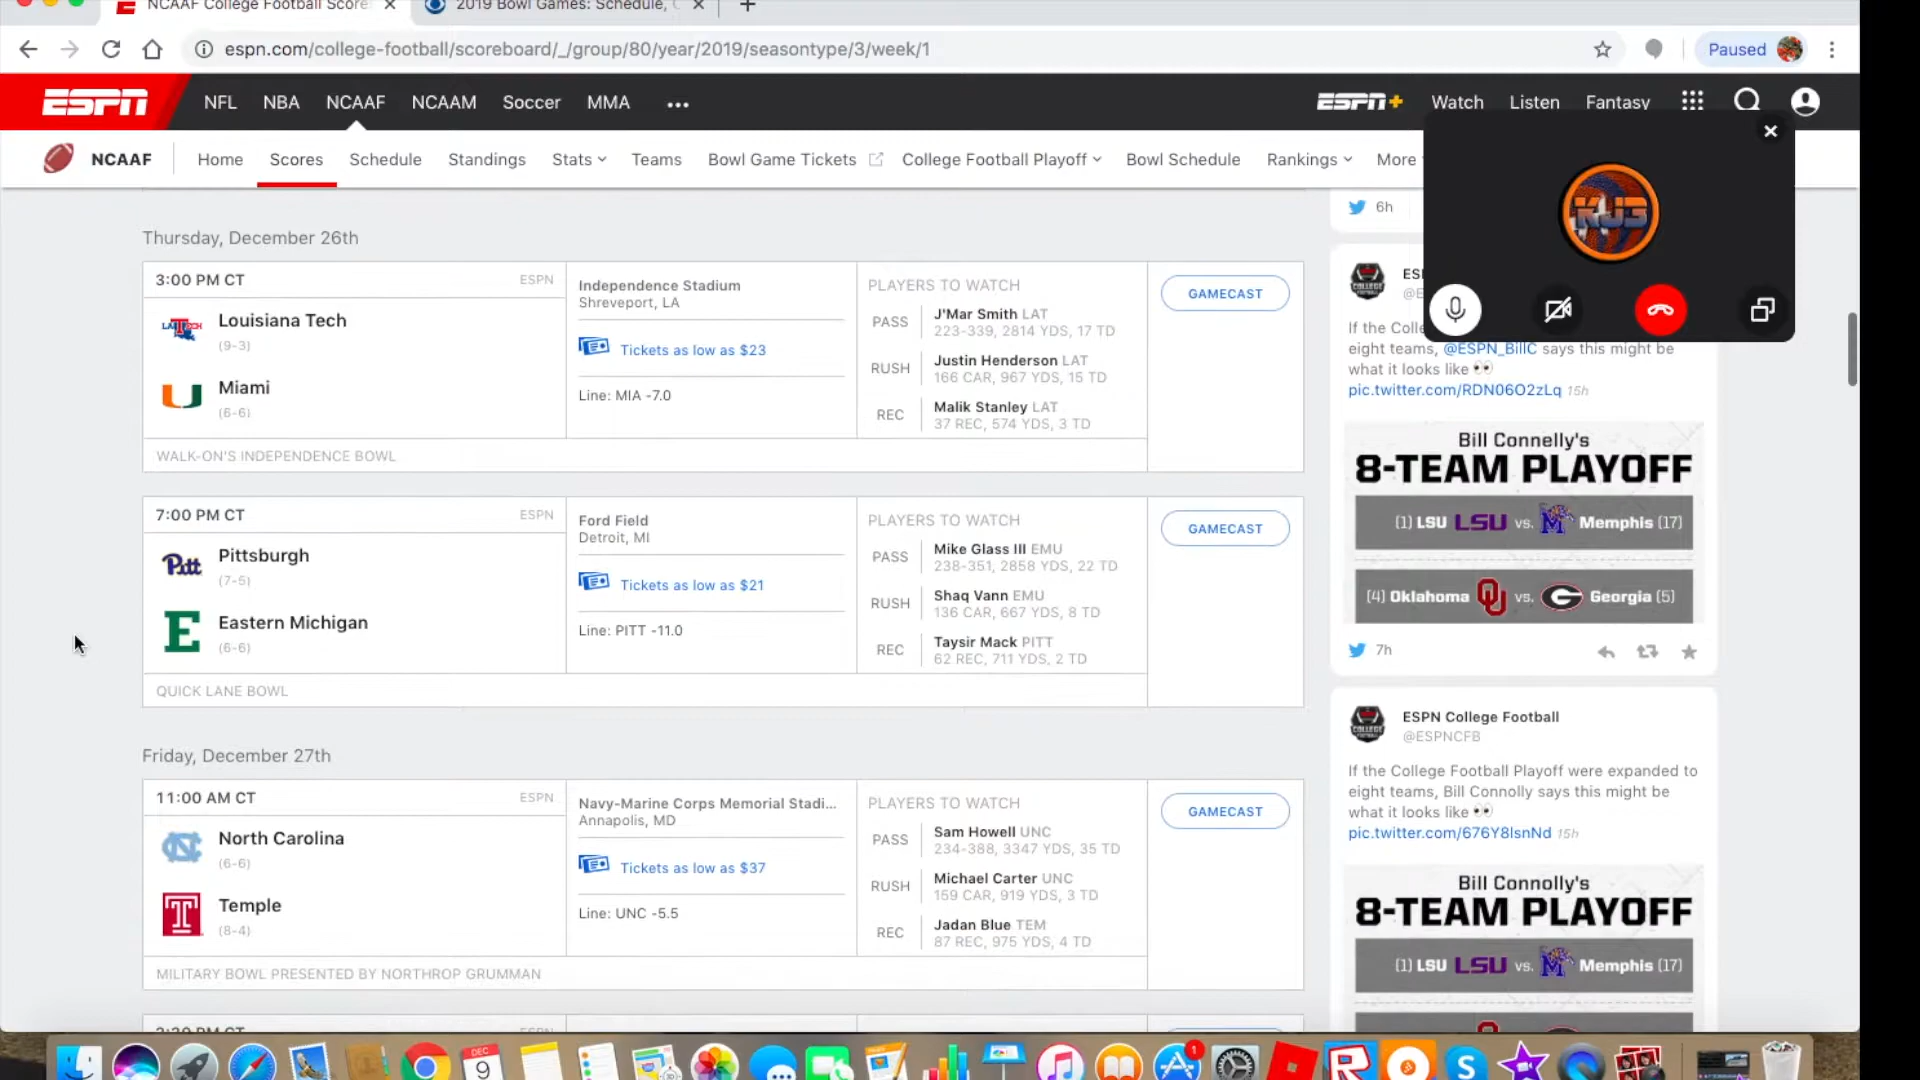 NCAAF College Football Scores
2019 Bowl Games: Schedule,
espn.com/college-football/scoreboard/_/group/80/year/2019/seasontype/3/week/1
Paused
ESPN
NFL
NBA
NCAAF
NCAAM
Soccer
MMA
ESPN+
Watch
Listen
Fantasy
NCAAF
Home
Scores
Schedule
Standings
Stats
Teams
Bowl Game Tickets
College Football Playoff
Bowl Schedule
Rankings
More
KJ3
Thursday, December 26th
3:00 PM CT
ESPN
Louisiana Tech
(9-3)
Miami
(6-6)
WALK-ON'S INDEPENDENCE BOWL
Independence Stadium
Shreveport, LA
Tickets as low as $23
Line: MIA -7.0
PLAYERS TO WATCH
PASS
J'Mar Smith LAT
223-339, 2814 YDS, 17 TD
RUSH
Justin Henderson LAT
166 CAR, 967 YDS, 15 TD
REC
Malik Stanley LAT
37 REC, 574 YDS, 3 TD
GAMECAST
7:00 PM CT
ESPN
Pitt
Pittsburgh
(7-5)
E
Eastern Michigan
(6-6)
QUICK LANE BOWL
Ford Field
Detroit, MI
Tickets as low as $21
Line: PITT -11.0
PLAYERS TO WATCH
PASS
Mike Glass III EMU
238-351, 2858 YDS, 22 TD
RUSH
Shaq Vann EMU
136 CAR, 667 YDS, 8 TD
REC
Taysir Mack PITT
62 REC, 711 YDS, 2 TD
GAMECAST
Friday, December 27th
11:00 AM CT
ESPN
North Carolina
(6-6)
Temple
(8-4)
MILITARY BOWL PRESENTED BY NORTHROP GRUMMAN
Navy-Marine Corps Memorial Stadi...
Annapolis, MD
Tickets as low as $37
Line: UNC -5.5
PLAYERS TO WATCH
PASS
Sam Howell UNC
234-388, 3347 YDS, 35 TD
RUSH
Michael Carter UNC
159 CAR, 919 YDS, 3 TD
REC
Jadan Blue TEM
87 REC, 975 YDS, 4 TD
GAMECAST
6h
ES
@E
If the Colle
eight teams, @ESPN_BillC says this might be
what it looks like
pic.twitter.com/RDN06O2zLq 15h
Bill Connelly's
8-TEAM PLAYOFF
(1) LSU LSU vs. Memphis (17)
(4) Oklahoma OU vs. G Georgia (5)
7h
ESPN College Football
@ESPNCFB
If the College Football Playoff were expanded to
eight teams, Bill Connolly says this might be
what it looks like
pic.twitter.com/676Y8lsnNd 15h
Bill Connelly's
8-TEAM PLAYOFF
(1) LSU LSU vs. Memphis (17)
DEC
9
1